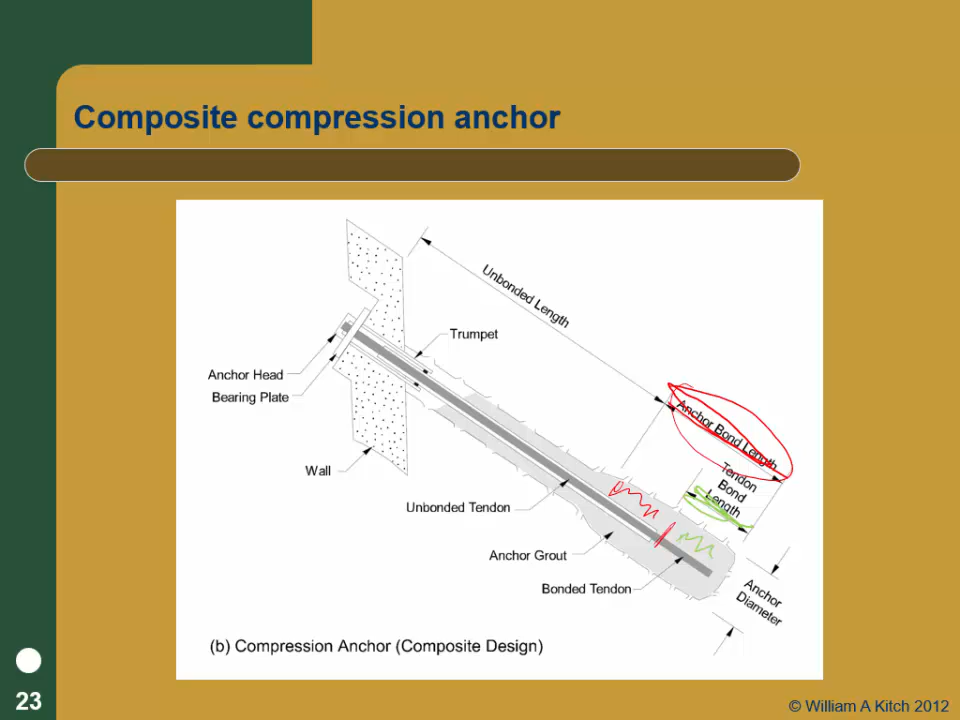 Composite compression anchor
Unbonded Length
Trumpet
Anchor Head
Bearing Plate
Anchor Bond Length
Tendon
Bond
Length
Wall
Unbonded Tendon
Anchor Grout
Bonded Tendon
Anchor
Diameter
(b) Compression Anchor (Composite Design)
23
© William A Kitch 2012